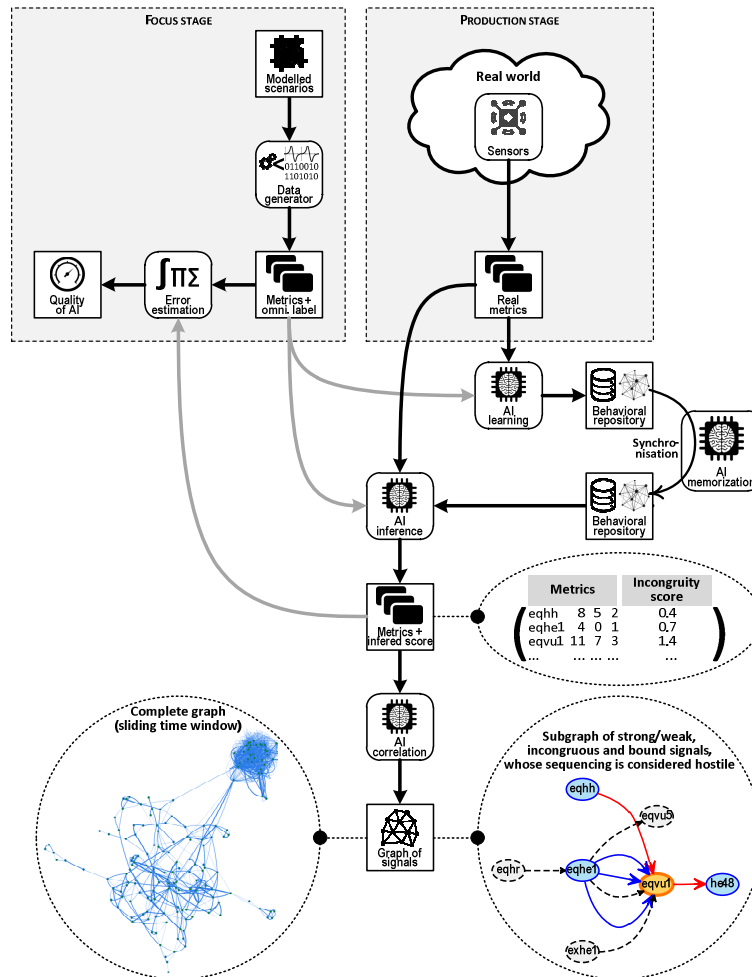 FOCUS STAGE
PRODUCTION STAGE
Modelled
scenarios
Real world
Sensors
0110010
1101010
Data
generator
Quality
of AI
∫ΠΣ
Error
estimation
Metrics +
omni. label
Real
metrics
AI
learning
Behavioral
repository
Synchro-
nisation
AI
memorization
AI
inference
Behavioral
repository
Metrics +
infered score
Metrics Incongruity
score
eqhh 8 5 2 0.4
eqhe1 4 0 1 0.7
eqvu1 11 7 3 1.4
... ... ... ... ...
AI
correlation
Complete graph
(sliding time window)
Graph of
signals
Subgraph of strong/weak,
incongruous and bound signals,
whose sequencing is considered hostile
eqhh
eqvu5
eqhr
eqhe1
eqvu1
he48
exhe1